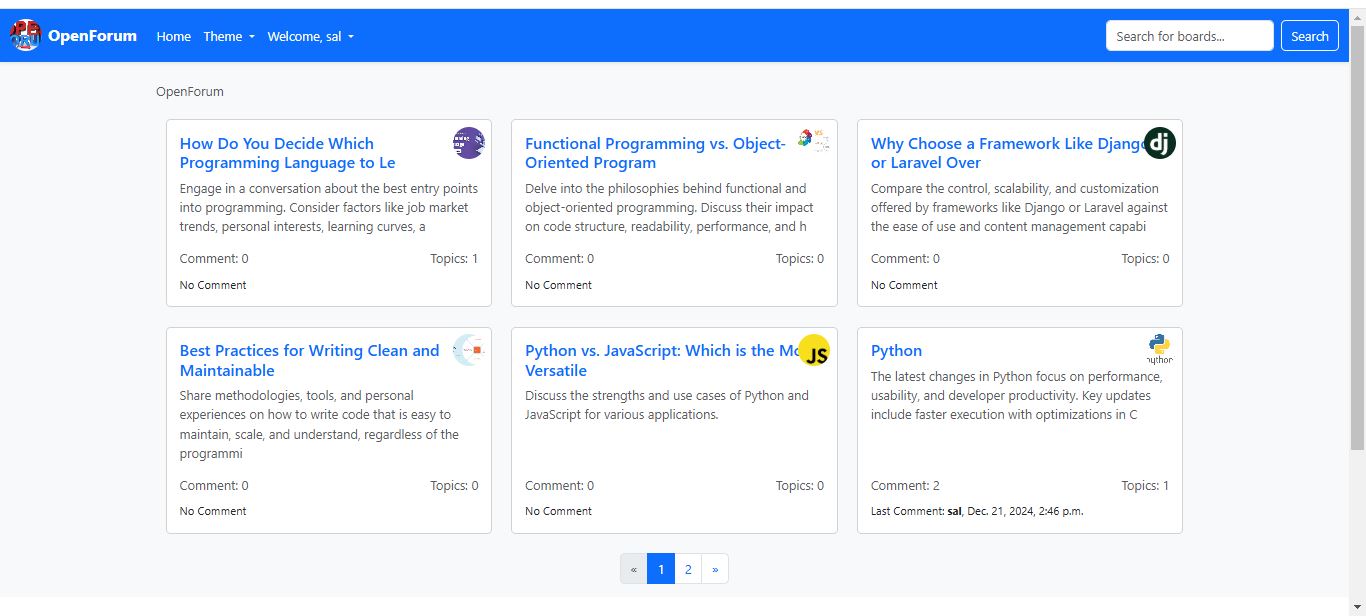 OpenForum Home Theme Welcome, sal Search for boards... Search
OpenForum
How Do You Decide Which
Programming Language to Le
Engage in a conversation about the best entry points
into programming. Consider factors like job market
trends, personal interests, learning curves, a
Comment: 0 Topics: 1
No Comment
Functional Programming vs. Object-
Oriented Program
Delve into the philosophies behind functional and
object-oriented programming. Discuss their impact
on code structure, readability, performance, and h
Comment: 0 Topics: 0
No Comment
Why Choose a Framework Like Django
or Laravel Over
dj
Compare the control, scalability, and customization
offered by frameworks like Django or Laravel against
the ease of use and content management capabi
Comment: 0 Topics: 0
No Comment
Best Practices for Writing Clean and
Maintainable
Share methodologies, tools, and personal
experiences on how to write code that is easy to
maintain, scale, and understand, regardless of the
programmi
Comment: 0 Topics: 0
No Comment
Python vs. JavaScript: Which is the Mo
Versatile
JS
Discuss the strengths and use cases of Python and
JavaScript for various applications.
Comment: 0 Topics: 0
No Comment
Python
python
The latest changes in Python focus on performance,
usability, and developer productivity. Key updates
include faster execution with optimizations in C
Comment: 2 Topics: 1
Last Comment: sal, Dec. 21, 2024, 2:46 p.m.
« 1 2 »